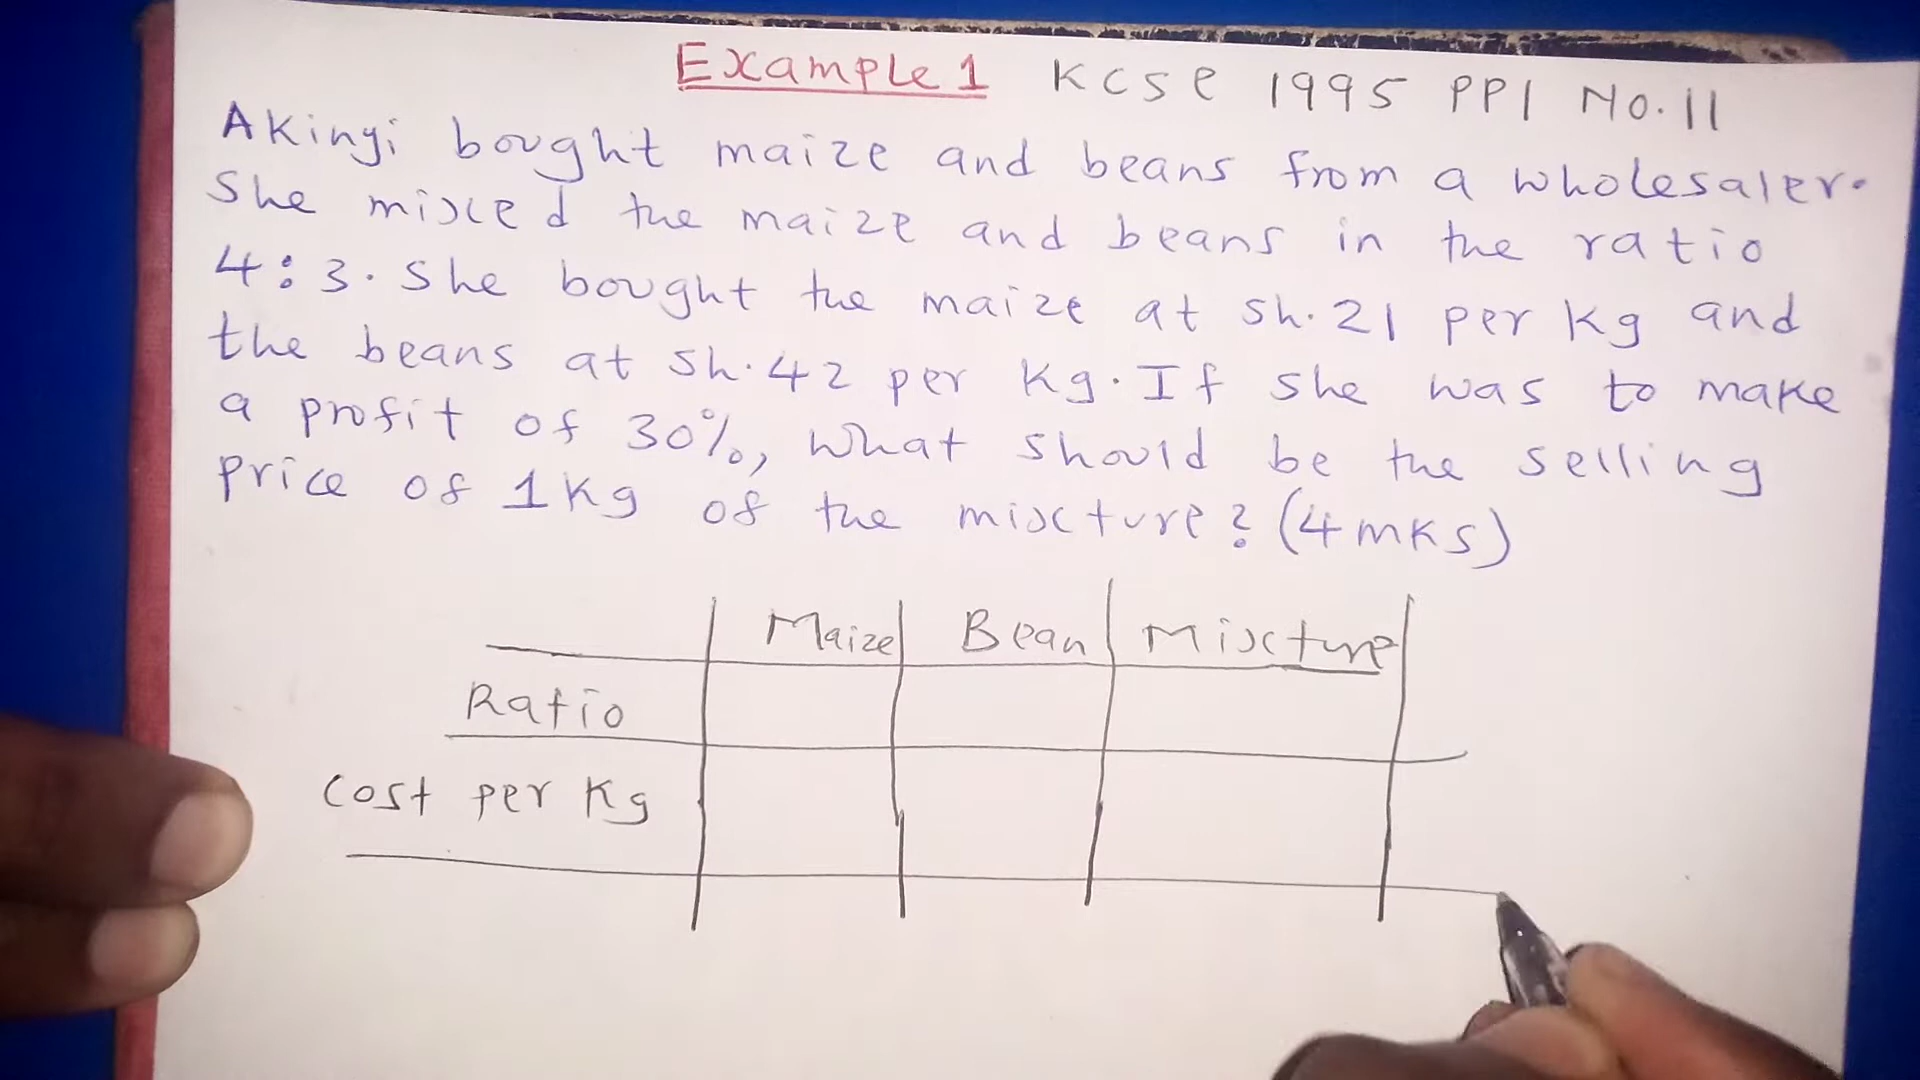 Example 1 KCSE 1995 PP1 No. 11
Akinyi bought maize and beans from a wholesaler.
She mixed the maize and beans in the ratio
4:3. She bought the maize at sh.21 per kg and
the beans at sh.42 per kg. If she was to make
a profit of 30%, what should be the selling
price of 1kg of the mixture? (4mks)
Maize Bean Mixture
Ratio
Cost per kg